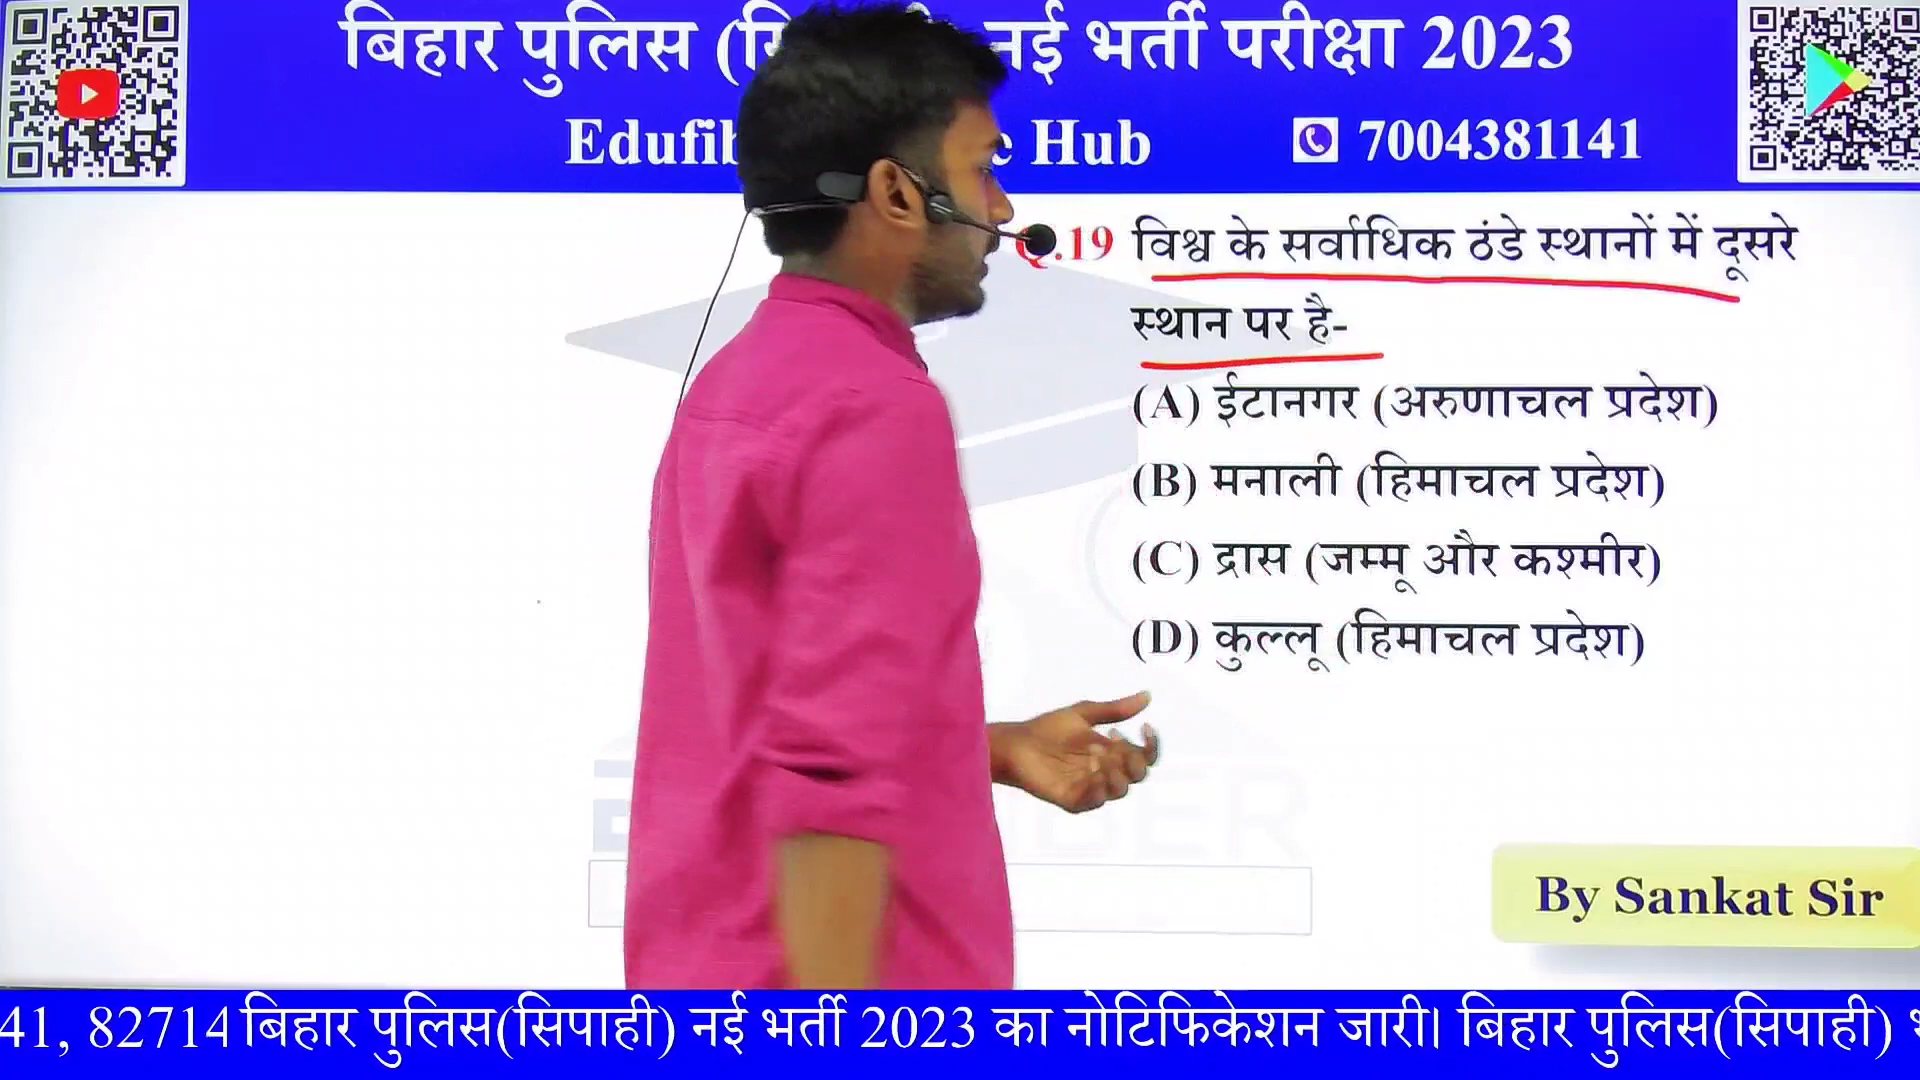 बिहार पुलिस ( नई भर्ती परीक्षा 2023
Hub
7004381141
.19 विश्व के सर्वाधिक ठंडे स्थानों में दूसरे
स्थान पर है-
(A) ईटानगर (अरुणाचल प्रदेश)
(B) मनाली (हिमाचल प्रदेश)
(C) द्रास (जम्मू और कश्मीर)
(D) कुल्लू (हिमाचल प्रदेश)
By Sankat Sir
41, 82714 बिहार पुलिस(सिपाही) नई भर्ती 2023 का नोटिफिकेशन जारी। बिहार पुलिस(सिपाही)